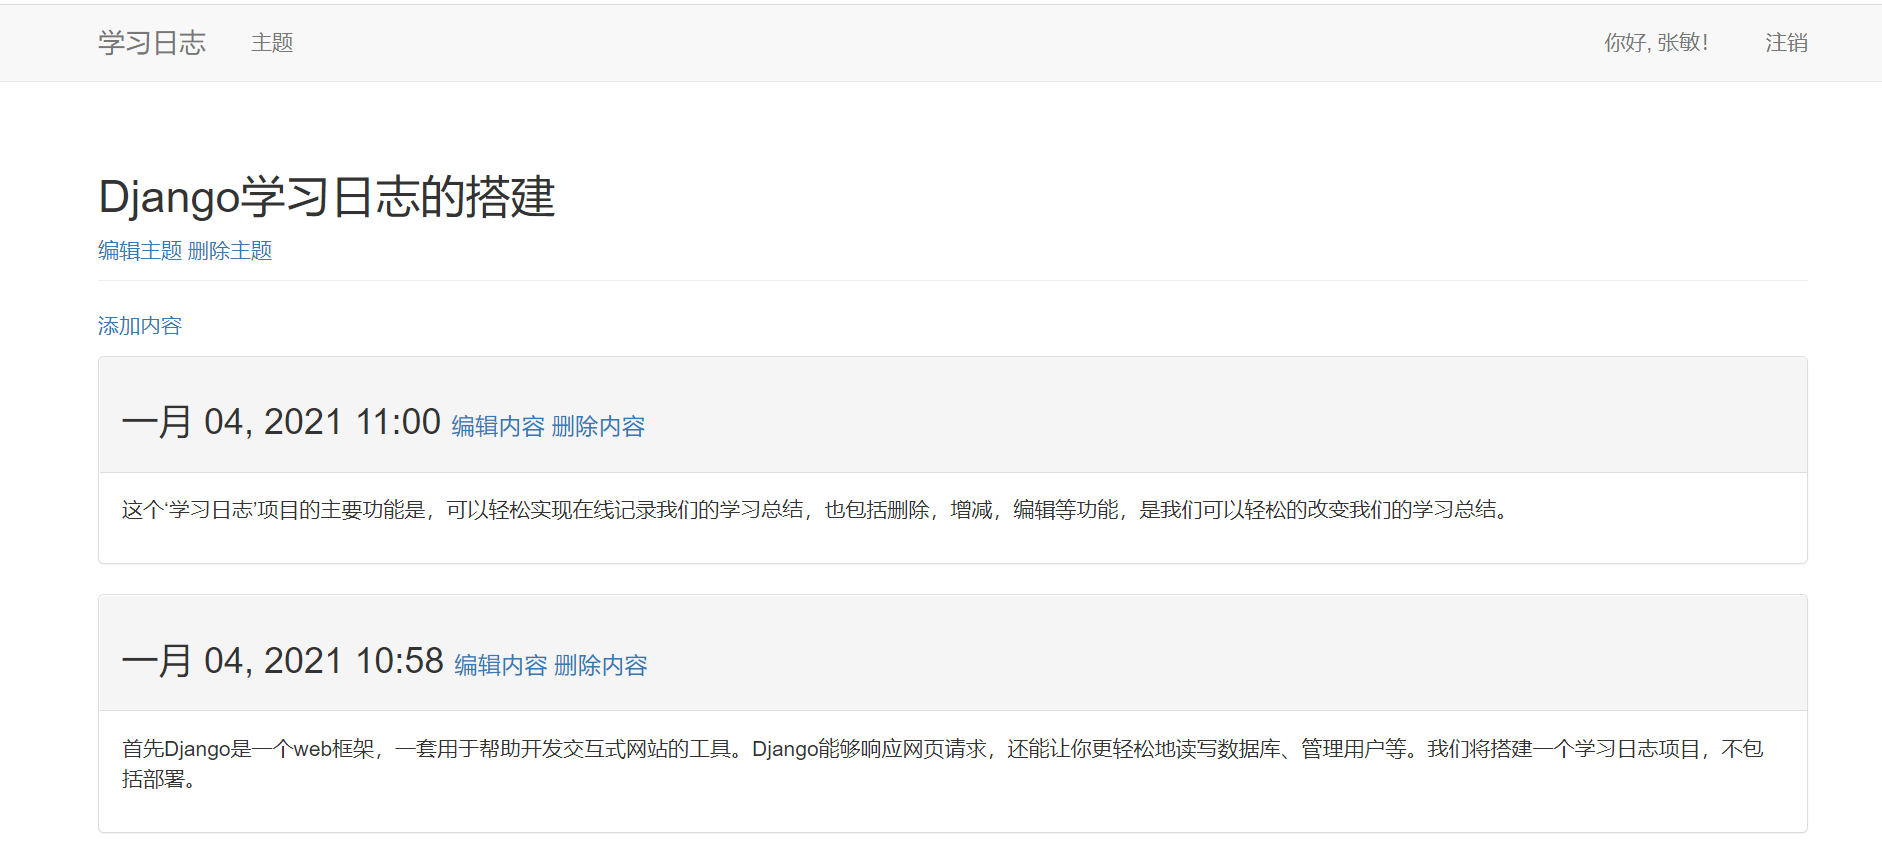 学习日志 主题 你好, 张敏! 注销
Django学习日志的搭建
编辑主题 删除主题
添加内容
一月 04, 2021 11:00 编辑内容 删除内容
这个‘学习日志’项目的主要功能是，可以轻松实现在线记录我们的学习总结，也包括删除，增减，编辑等功能，是我们可以轻松的改变我们的学习总结。
一月 04, 2021 10:58 编辑内容 删除内容
首先Django是一个web框架，一套用于帮助开发交互式网站的工具。Django能够响应网页请求，还能让你更轻松地读写数据库、管理用户等。我们将搭建一个学习日志项目，不包
括部署。